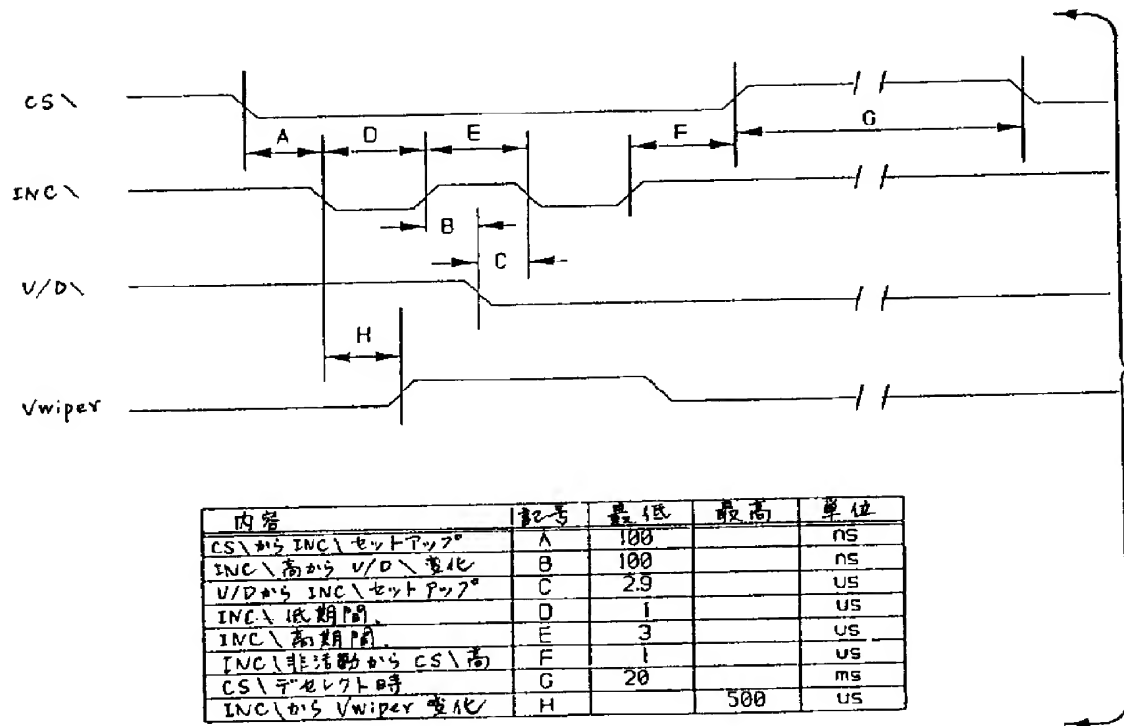 CS\
A
D
E
F
G
INC\
B
C
V/D\
H
Vwiper
内容 記号 最低 最高 単位
CS\から INC\セットアップ A 100 ns
INC\高から V/D\変化 B 100 ns
V/Dから INC\セットアップ C 2.9 us
INC\低期間 D 1 us
INC\高期間 E 3 us
INC\非活動から CS\高 F 1 us
CS\デセレクト時 G 20 ms
INC\から Vwiper 変化 H 500 us